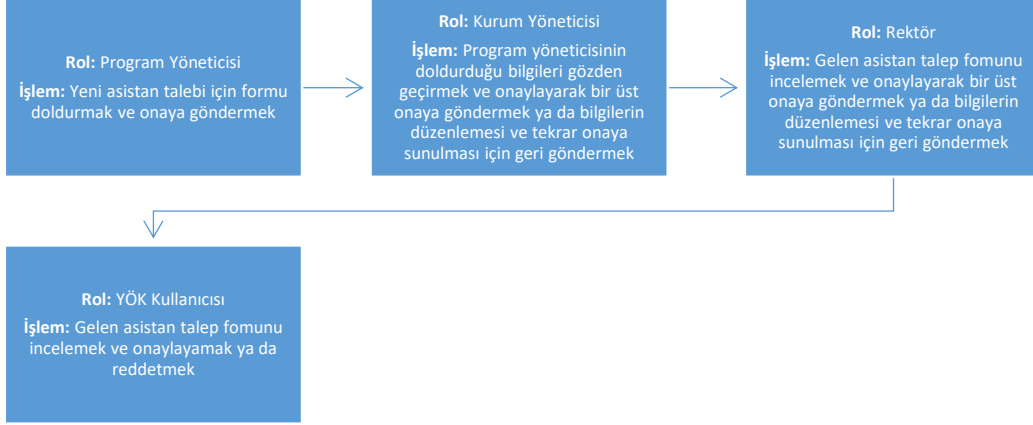 Rol: Program Yöneticisi
İşlem: Yeni asistan talebi için formu
doldurmak ve onaya göndermek
Rol: Kurum Yöneticisi
İşlem: Program yöneticisinin
doldurduğu bilgileri gözden
geçirmek ve onaylayarak bir üst
onaya göndermek ya da bilgilerin
düzenlemesi ve tekrar onaya
sunulması için geri göndermek
Rol: Rektör
İşlem: Gelen asistan talep fomunu
incelemek ve onaylayarak bir üst
onaya göndermek ya da bilgilerin
düzenlemesi ve tekrar onaya
sunulması için geri göndermek
Rol: YÖK Kullanıcısı
İşlem: Gelen asistan talep fomunu
incelemek ve onaylayamak ya da
reddetmek